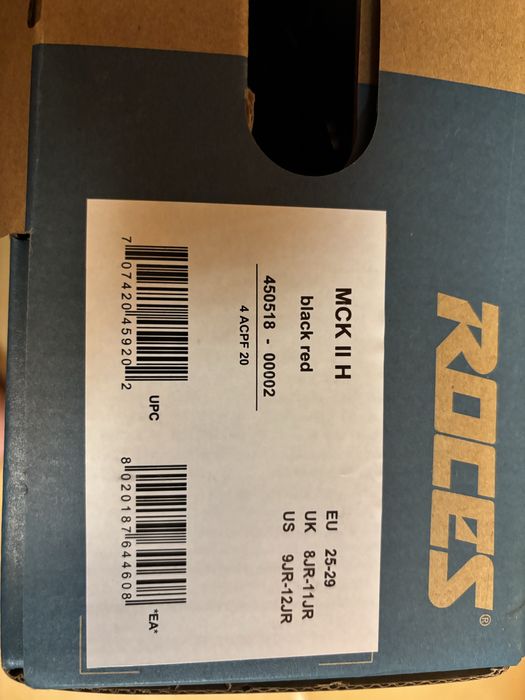 ROCES®
MCK II H
black red
450518 - 00002
4 ACPF 20
EU 25-29
UK 8JR-11JR
US 9JR-12JR
7 07420 45920 2
UPC
8 020187 644608
*EA*